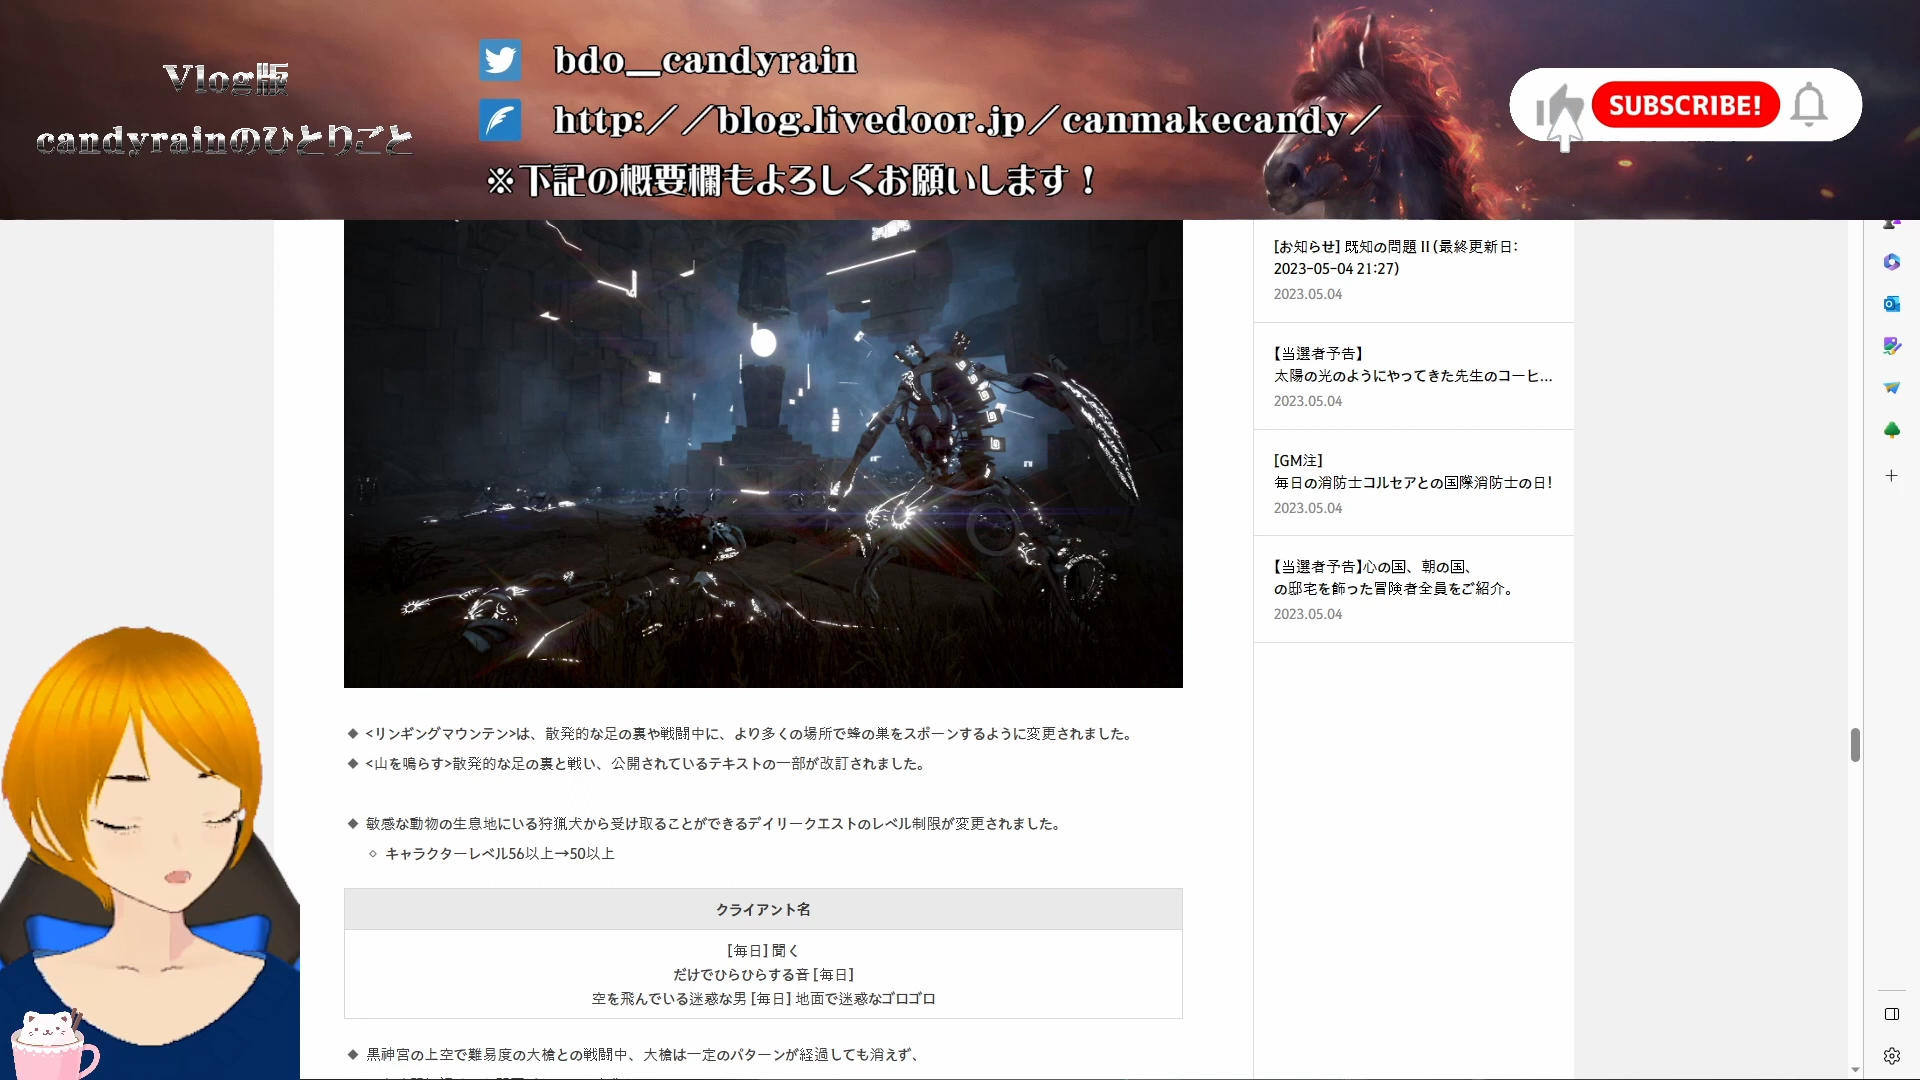 Vlog版
candyrainのひとりごと
bdo__candyrain
http://blog.livedoor.jp/canmakecandy/
※下記の概要欄もよろしくお願いします！
SUBSCRIBE!
[お知らせ] 既知の問題 II (最終更新日:
2023-05-04 21:27)
2023.05.04
【当選者予告】
太陽の光のようにやってきた先生のコーヒ...
2023.05.04
[GM注]
毎日の消防士コルセアとの国際消防士の日!
2023.05.04
【当選者予告】心の国、朝の国、
の邸宅を飾った冒険者全員をご紹介。
2023.05.04
◆ <リンギングマウンテン>は、散発的な足の裏や戦闘中に、より多くの場所で蜂の巣をスポーンするように変更されました。
◆ <山を鳴らす>散発的な足の裏と戦い、公開されているテキストの一部が改訂されました。
◆ 敏感な動物の生息地にいる狩猟犬から受け取ることができるデイリークエストのレベル制限が変更されました。
◇ キャラクターレベル56以上→50以上
クライアント名
[毎日] 聞く
だけでひらひらする音 [毎日]
空を飛んでいる迷惑な男 [毎日] 地面で迷惑なゴロゴロ
◆ 黒神宮の上空で難易度の大槍との戦闘中、大槍は一定のパターンが経過しても消えず、